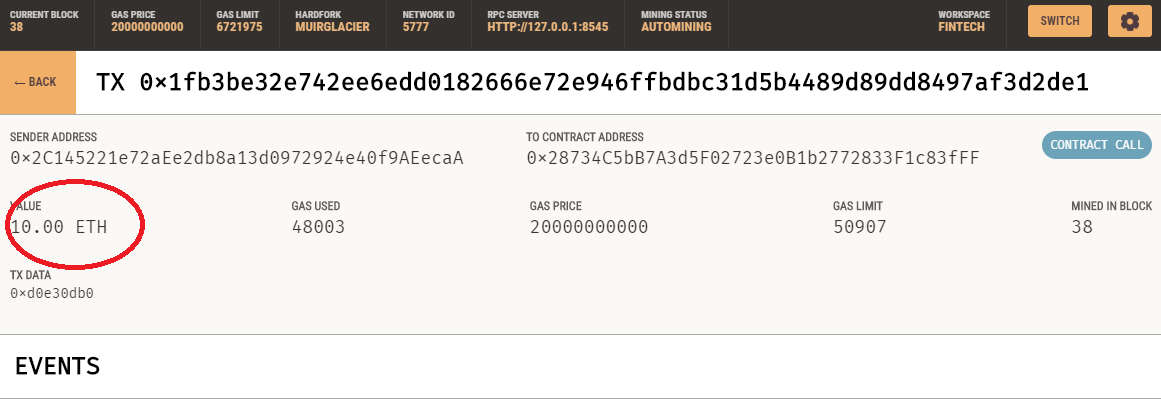 CURRENT BLOCK GAS PRICE GAS LIMIT HARDFORK NETWORK ID RPC SERVER MINING STATUS WORKSPACE SWITCH
38 20000000000 6721975 MUIRGLACIER 5777 HTTP://127.0.0.1:8545 AUTOMINING FINTECH
← BACK TX 0×1fb3be32e742ee6edd0182666e72e946ffbdbc31d5b4489d89dd8497af3d2de1
SENDER ADDRESS TO CONTRACT ADDRESS
0×2C145221e72aEe2db8a13d0972924e40f9AEecaA 0×28734C5bB7A3d5F02723e0B1b2772833F1c83fFF CONTRACT CALL
VALUE GAS USED GAS PRICE GAS LIMIT MINED IN BLOCK
10.00 ETH 48003 20000000000 50907 38
TX DATA
0×d0e30db0
EVENTS